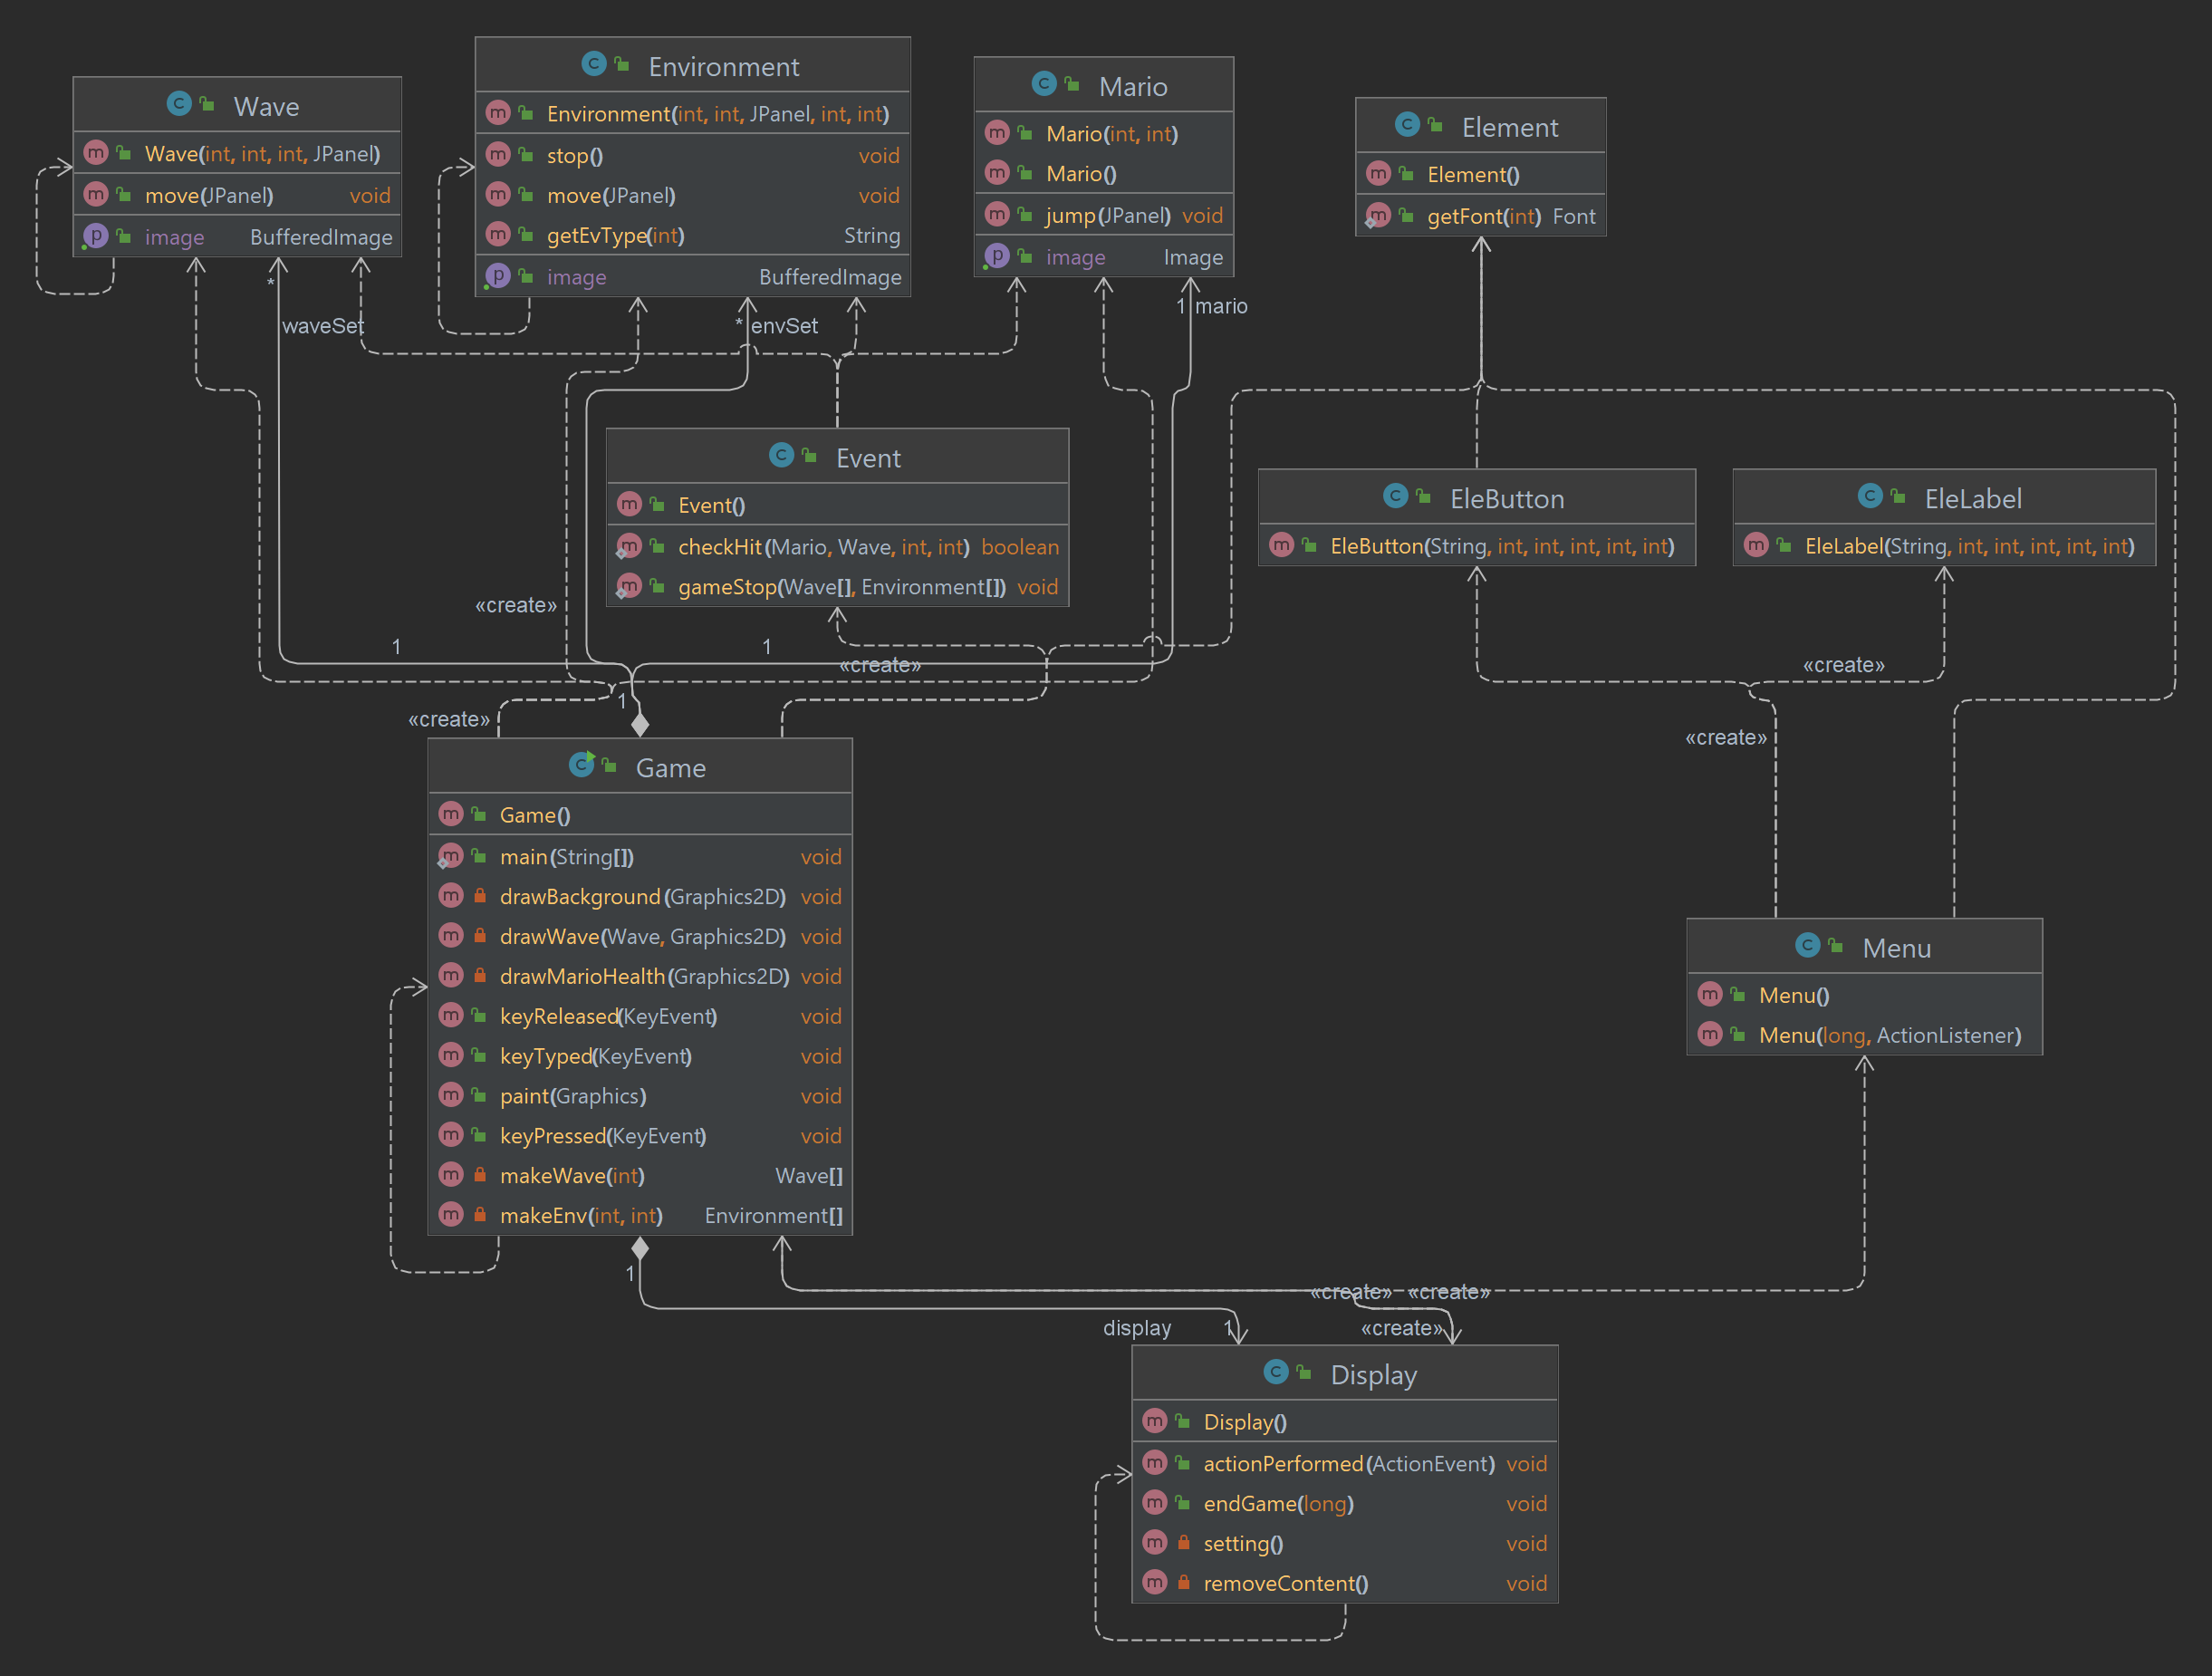 Wave
Wave(int, int, int, JPanel)
move(JPanel) void
image BufferedImage
Environment
Environment(int, int, JPanel, int, int)
stop() void
move(JPanel) void
getEvType(int) String
image BufferedImage
Mario
Mario(int, int)
Mario()
jump(JPanel) void
image Image
Element
Element()
getFont(int) Font
*
waveSet
* envSet
1 mario
Event
Event()
checkHit(Mario, Wave, int, int) boolean
gameStop(Wave[], Environment[]) void
EleButton
EleButton(String, int, int, int, int, int)
EleLabel
EleLabel(String, int, int, int, int, int)
«create»
1
1
«create»
«create»
1
«create»
«create»
Game
Game()
main(String[]) void
drawBackground(Graphics2D) void
drawWave(Wave, Graphics2D) void
drawMarioHealth(Graphics2D) void
keyReleased(KeyEvent) void
keyTyped(KeyEvent) void
paint(Graphics) void
keyPressed(KeyEvent) void
makeWave(int) Wave[]
makeEnv(int, int) Environment[]
Menu
Menu()
Menu(long, ActionListener)
1
«create» «create»
display 1 «create»
Display
Display()
actionPerformed(ActionEvent) void
endGame(long) void
setting() void
removeContent() void